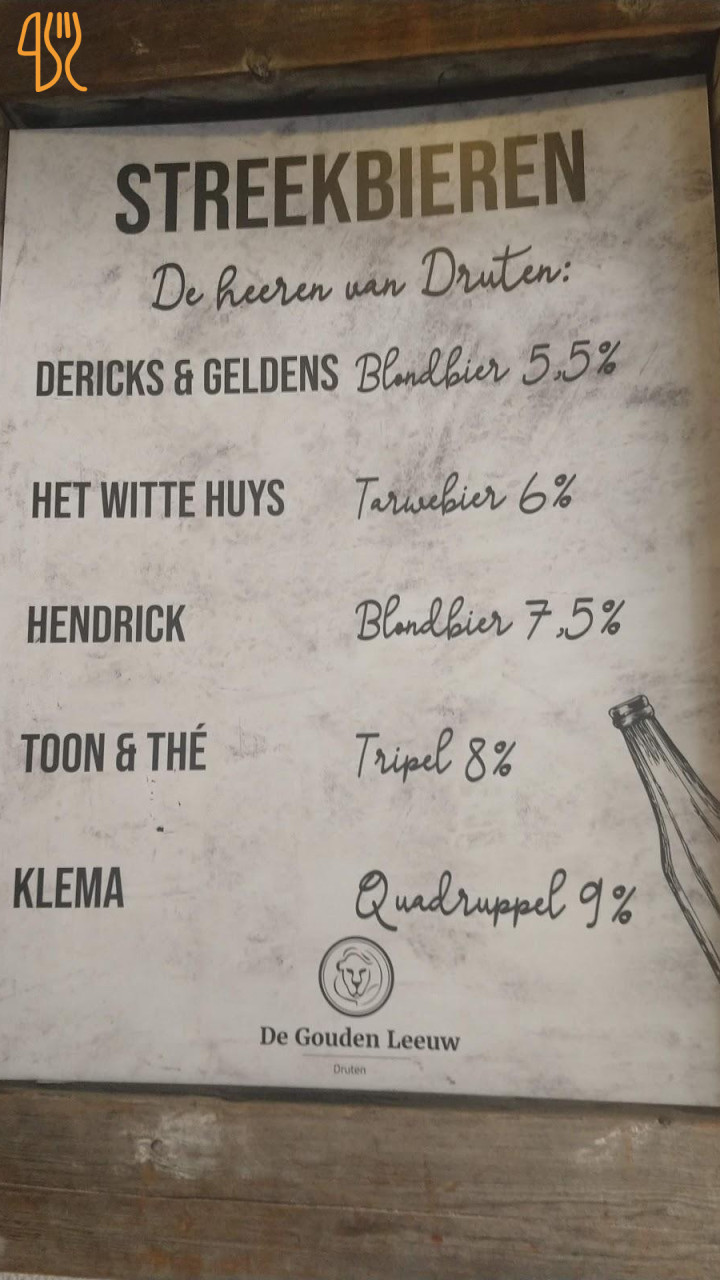 STREEKBIEREN
De heeren van Druten:
DERICKS & GELDENS Blondbier 5,5%
HET WITTE HUYS Tarwebier 6%
HENDRICK Blondbier 7,5%
TOON & THÉ Tripel 8%
KLEMA Quadruppel 9%
De Gouden Leeuw
Druten